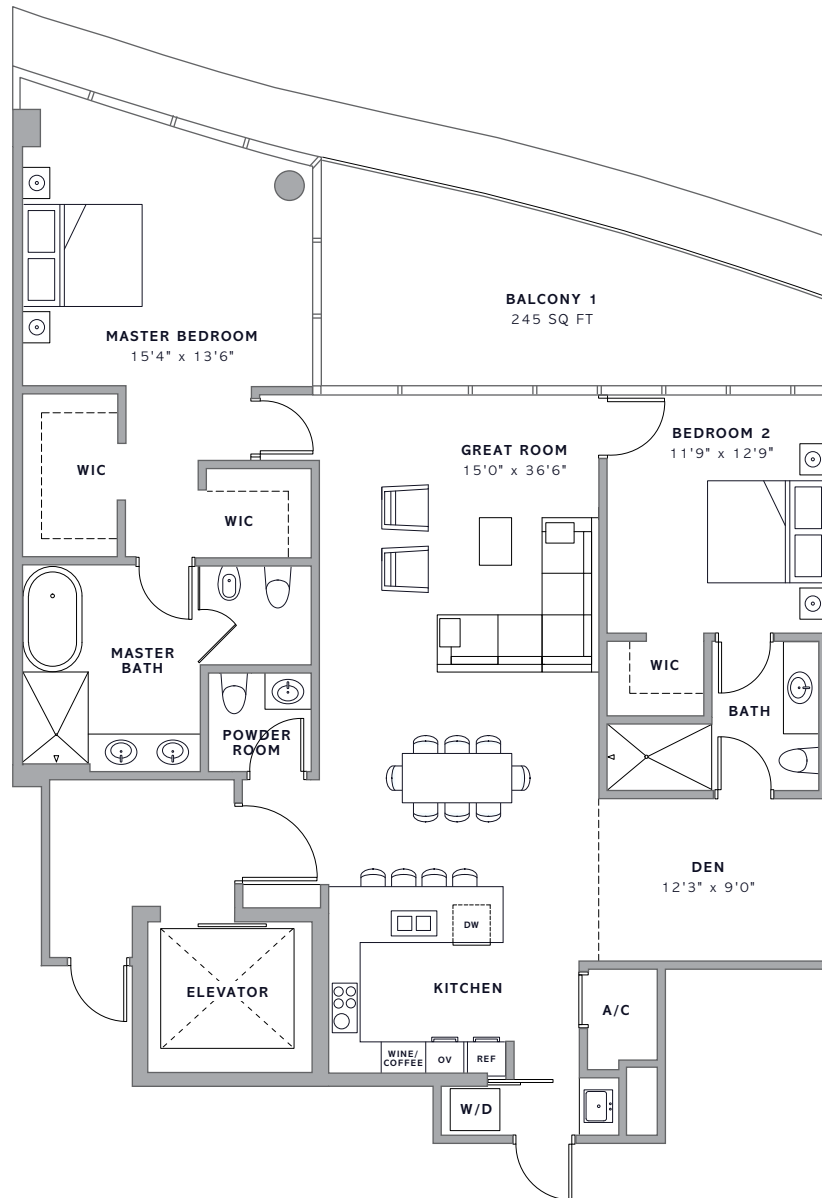 BALCONY 1
245 SQ FT
MASTER BEDROOM
15'4" x 13'6"
BEDROOM 2
11'9" x 12'9"
GREAT ROOM
15'0" x 36'6"
WIC
WIC
MASTER
BATH
WIC
BATH
POWDER
ROOM
DEN
12'3" x 9'0"
DW
ELEVATOR
KITCHEN
A/C
WINE/
COFFEE
OV
REF
W/D